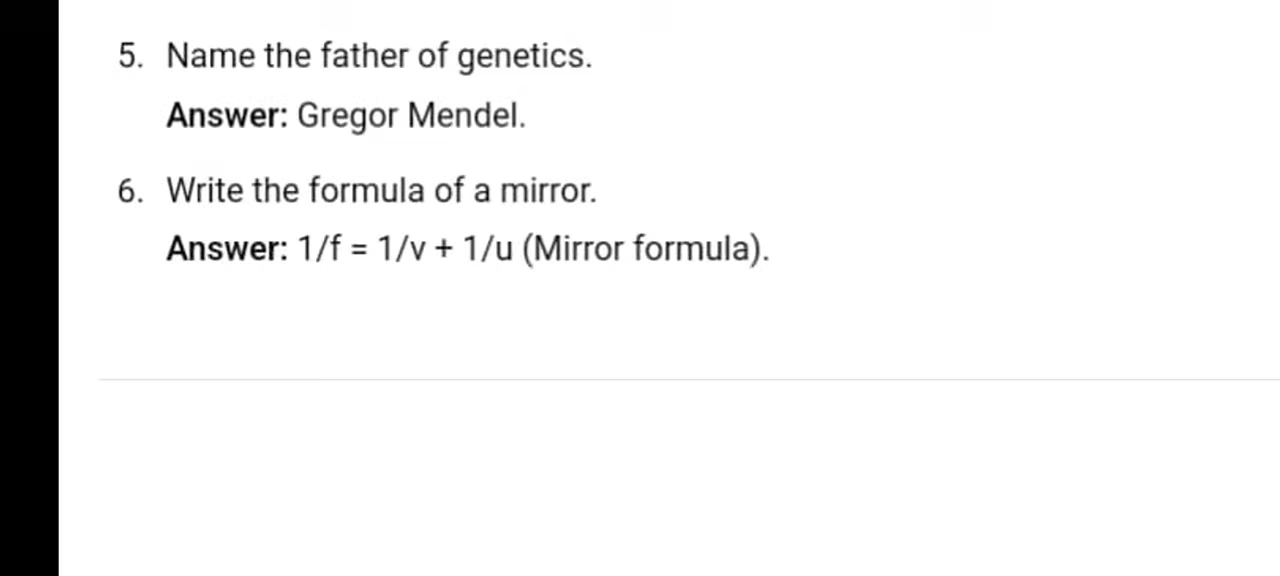 5. Name the father of genetics.
Answer: Gregor Mendel.
6. Write the formula of a mirror.
Answer: 1/f = 1/v + 1/u (Mirror formula).